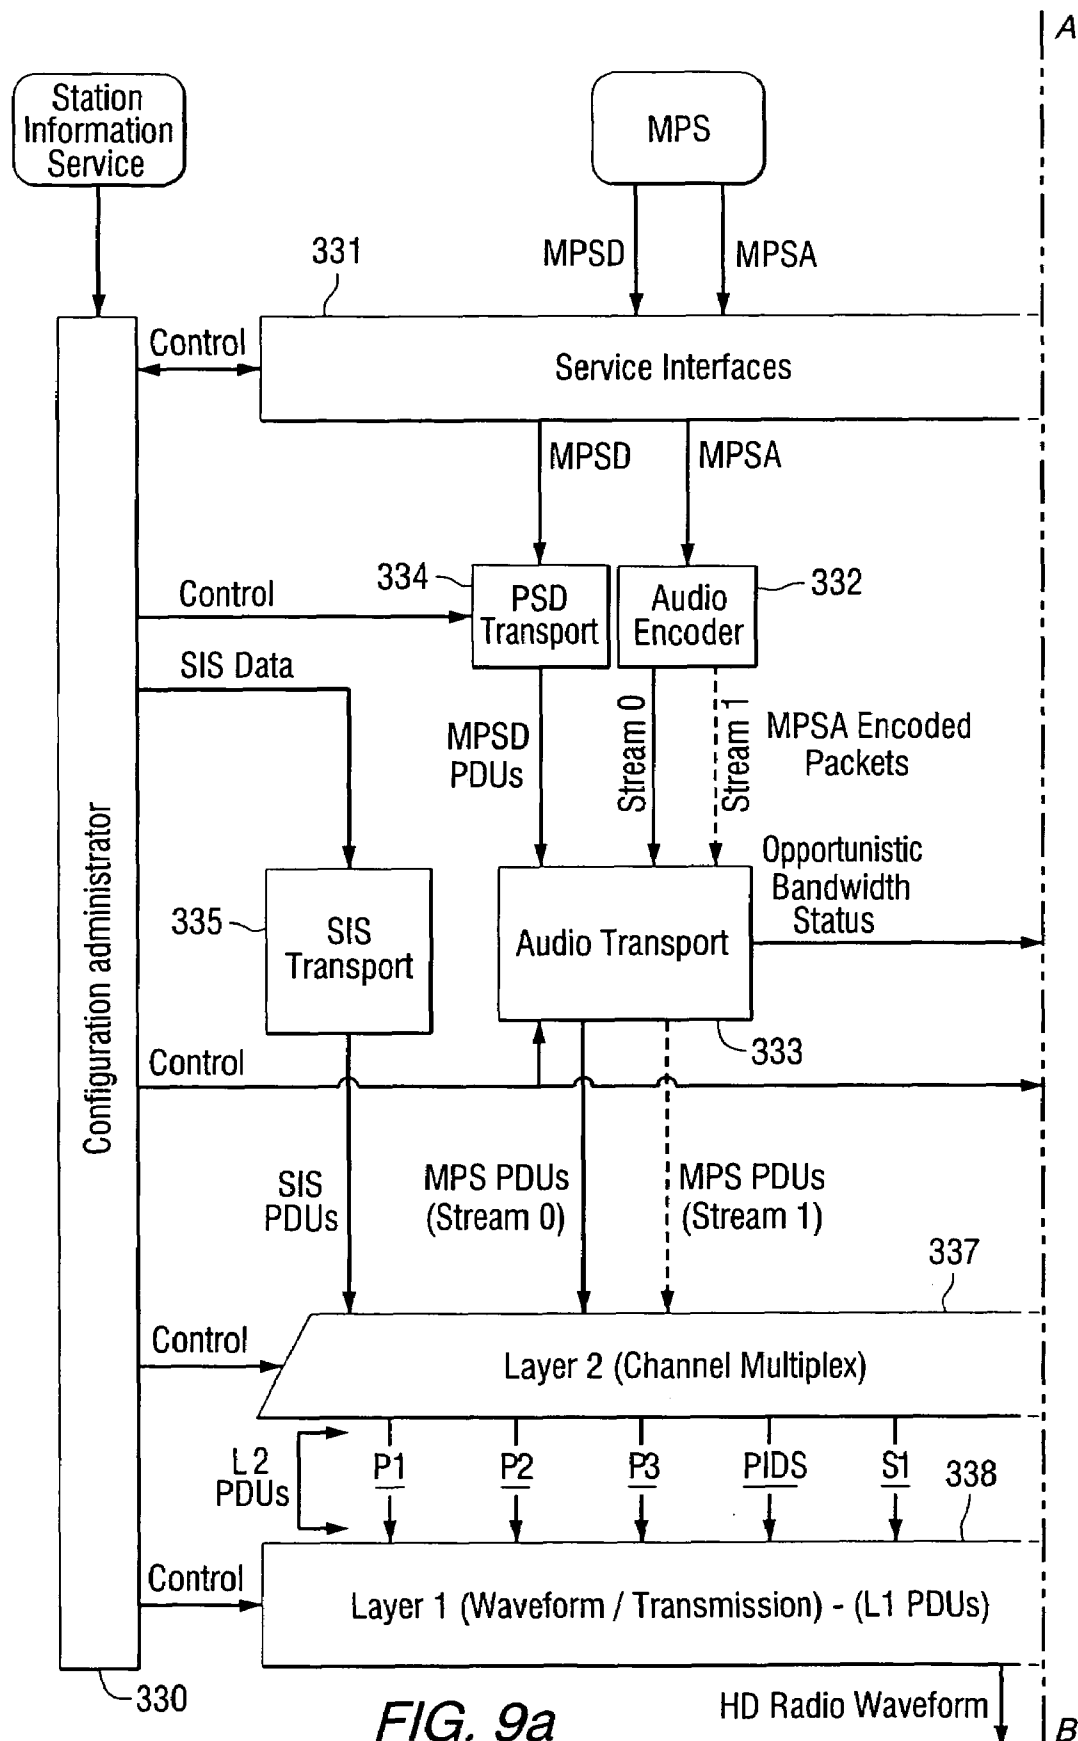 A
Station
Information
Service
MPS
MPSD
MPSA
331
Control
Service Interfaces
MPSD
MPSA
334
332
Control
PSD
Transport
Audio
Encoder
SIS Data
MPSD
PDUs
Stream 0
Stream 1
MPSA Encoded
Packets
Configuration administrator
Opportunistic
Bandwidth
Status
335
SIS
Transport
Audio Transport
333
Control
SIS
PDUs
MPS PDUs
(Stream 0)
MPS PDUs
(Stream 1)
337
Control
Layer 2 (Channel Multiplex)
L2
PDUs
P1
P2
P3
PIDS
S1
338
Control
Layer 1 (Waveform / Transmission) - (L1 PDUs)
330
FIG. 9a
HD Radio Waveform
B